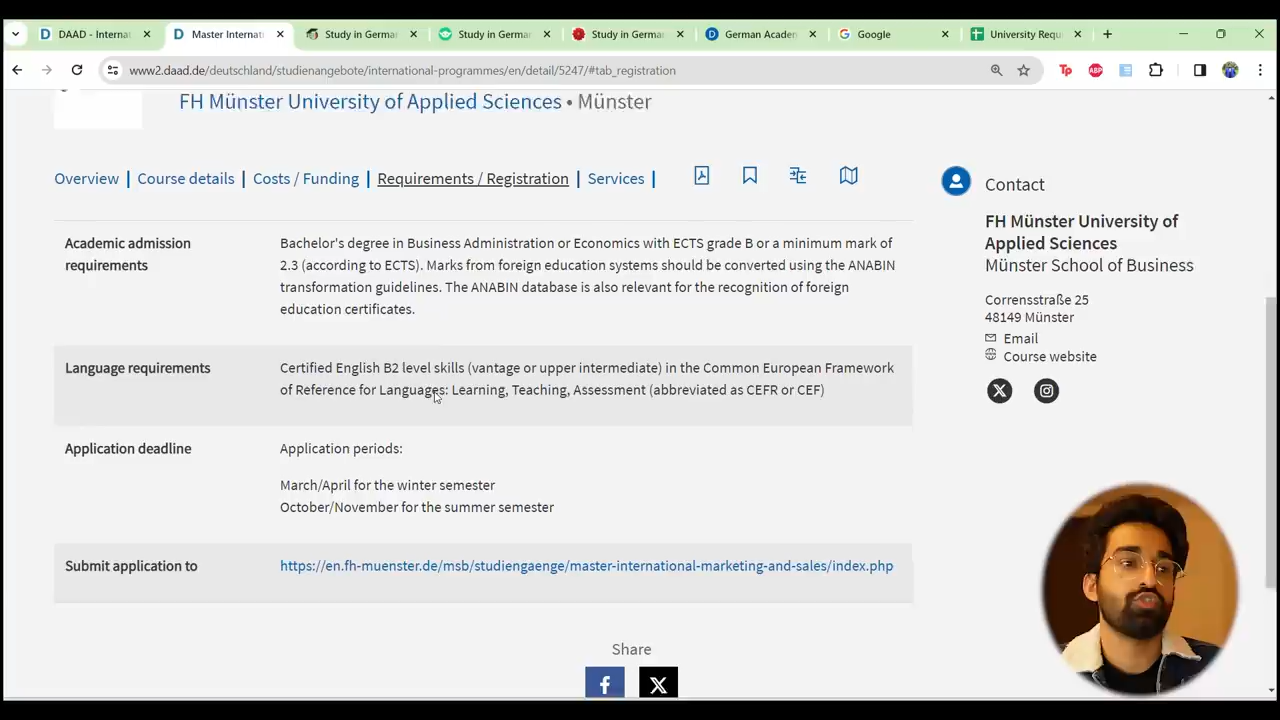 DAAD - Internat
Master Internati
Study in German
Study in German
Study in German
German Academ
Google
University Requ
www2.daad.de/deutschland/studienangebote/international-programmes/en/detail/5247/#tab_registration
FH Münster University of Applied Sciences • Münster
Overview | Course details | Costs / Funding | Requirements / Registration | Services |
Academic admission
requirements
Bachelor's degree in Business Administration or Economics with ECTS grade B or a minimum mark of
2.3 (according to ECTS). Marks from foreign education systems should be converted using the ANABIN
transformation guidelines. The ANABIN database is also relevant for the recognition of foreign
education certificates.
Language requirements
Certified English B2 level skills (vantage or upper intermediate) in the Common European Framework
of Reference for Languages: Learning, Teaching, Assessment (abbreviated as CEFR or CEF)
Application deadline
Application periods:
March/April for the winter semester
October/November for the summer semester
Submit application to
https://en.fh-muenster.de/msb/studiengaenge/master-international-marketing-and-sales/index.php
Share
Contact
FH Münster University of
Applied Sciences
Münster School of Business
Corrensstraße 25
48149 Münster
Email
Course website